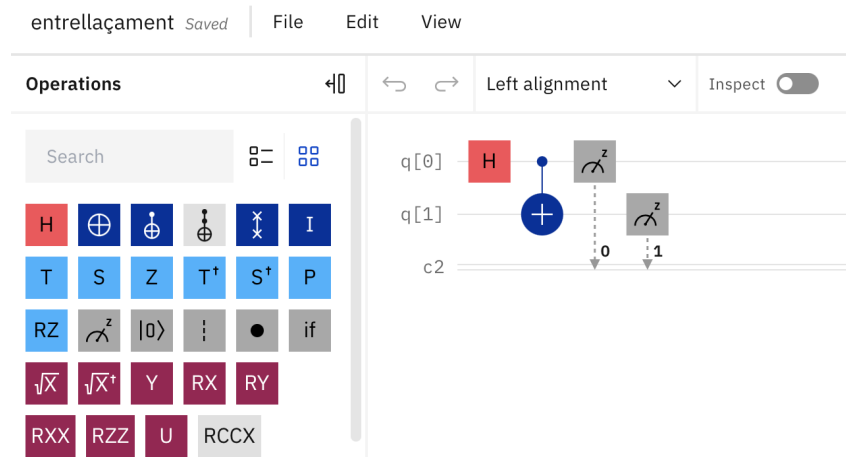 entrellaçament Saved File Edit View
Operations Left alignment Inspect
Search
H I
T S Z T† S† P
RZ z |0⟩ if
√X √X† Y RX RY
RXX RZZ U RCCX
q[0] H z
q[1] z
0 1
c2